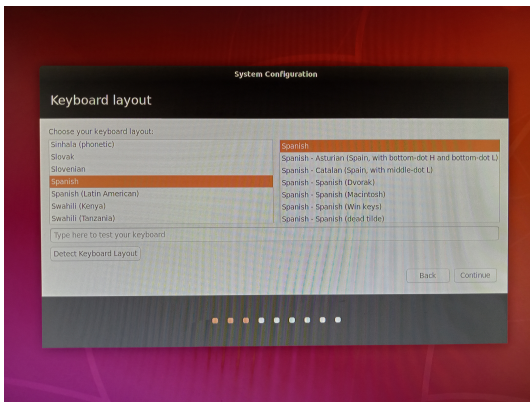 System Configuration
Keyboard layout
Choose your keyboard layout:
Sinhala (phonetic)
Slovak
Slovenian
Spanish
Spanish (Latin American)
Swahili (Kenya)
Swahili (Tanzania)
Spanish
Spanish - Asturian (Spain, with bottom-dot H and bottom-dot L)
Spanish - Catalan (Spain, with middle-dot L)
Spanish - Spanish (Dvorak)
Spanish - Spanish (Macintosh)
Spanish - Spanish (Win keys)
Spanish - Spanish (dead tilde)
Type here to test your keyboard
Detect Keyboard Layout
Back
Continue